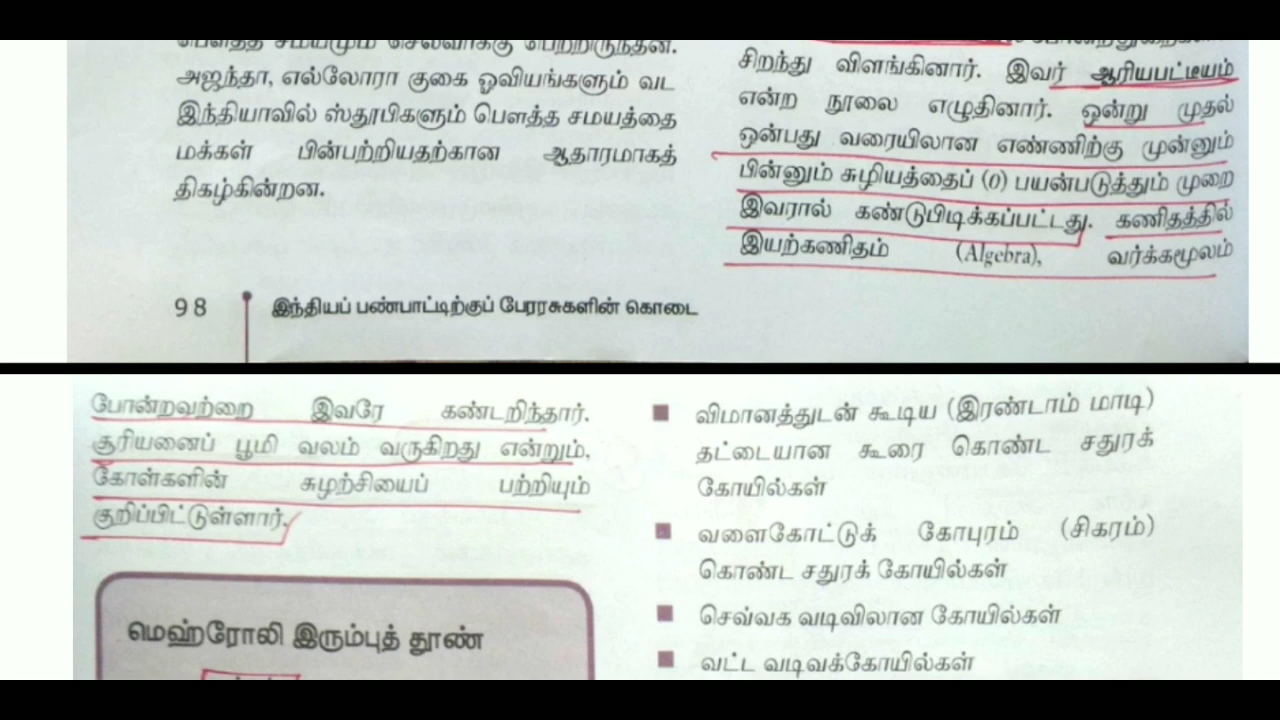 பௌத்த சமயமும் செல்வாக்கு பெற்றிருந்தன.
அஜந்தா, எல்லோரா குகை ஓவியங்களும் வட
இந்தியாவில் ஸ்தூபிகளும் பௌத்த சமயத்தை
மக்கள் பின்பற்றியதற்கான ஆதாரமாகத்
திகழ்கின்றன.
98 இந்தியப் பண்பாட்டிற்குப் பேரரசுகளின் கொடை
சிறந்து விளங்கினார். இவர் ஆரியபட்டீயம்
என்ற நூலை எழுதினார். ஒன்று முதல்
ஒன்பது வரையிலான எண்ணிற்கு முன்னும்
பின்னும் சுழியத்தைப் (0) பயன்படுத்தும் முறை
இவரால் கண்டுபிடிக்கப்பட்டது. கணிதத்தில்
இயற்கணிதம் (Algebra), வர்க்கமூலம்
போன்றவற்றை இவரே கண்டறிந்தார்.
சூரியனைப் பூமி வலம் வருகிறது என்றும்,
கோள்களின் சுழற்சியைப் பற்றியும்
குறிப்பிட்டுள்ளார்.
மெஹ்ரோலி இரும்புத் தூண்
■ விமானத்துடன் கூடிய (இரண்டாம் மாடி)
தட்டையான கூரை கொண்ட சதுரக்
கோயில்கள்
■ வளைகோட்டுக் கோபுரம் (சிகரம்)
கொண்ட சதுரக் கோயில்கள்
■ செவ்வக வடிவிலான கோயில்கள்
■ வட்ட வடிவக்கோயில்கள்